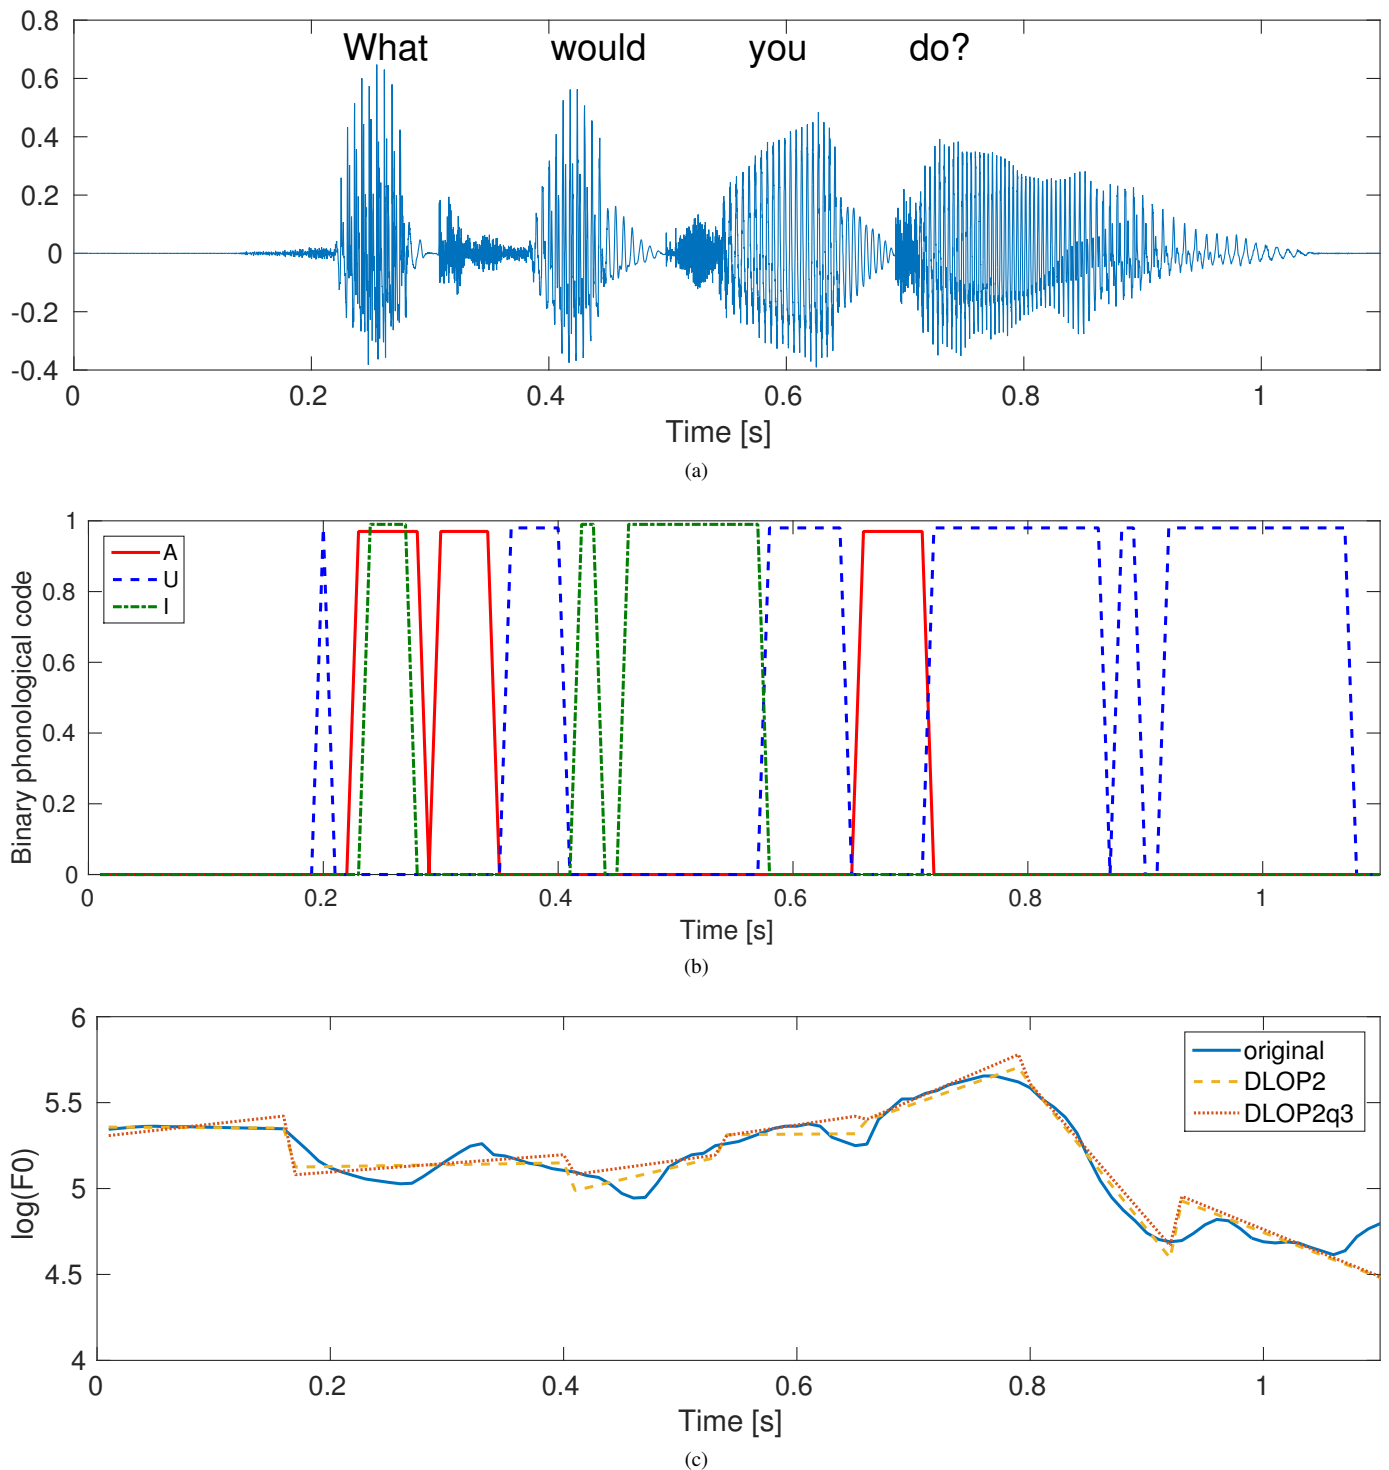 What would you do?
0.8
0.6
0.4
0.2
0
-0.2
-0.4
0 0.2 0.4 0.6 0.8 1
Time [s]
(a)
Binary phonological code
1
0.8
0.6
0.4
0.2
0
A
U
I
0 0.2 0.4 0.6 0.8 1
Time [s]
(b)
log(F0)
6
5.5
5
4.5
4
original
DLOP2
DLOP2q3
0 0.2 0.4 0.6 0.8 1
Time [s]
(c)